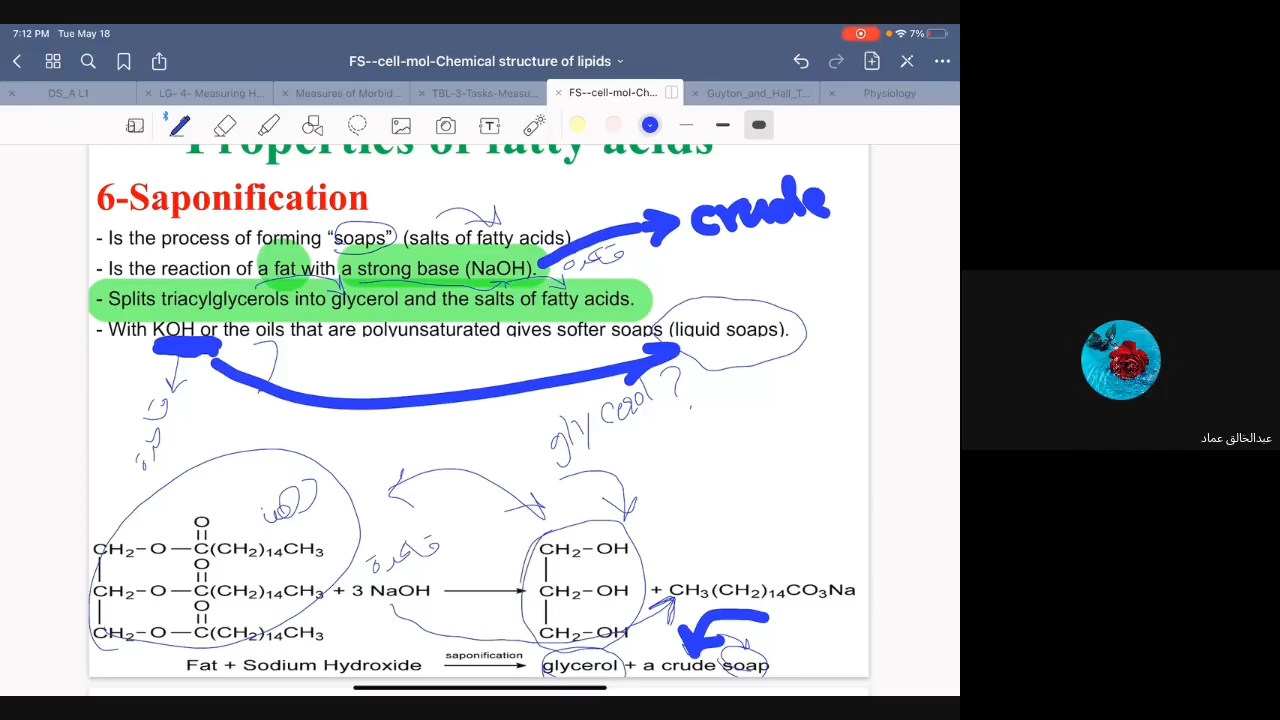 7:12 PM Tue May 18
7%
FS--cell-mol-Chemical structure of lipids
DS_A L1
LG- 4- Measuring H...
Measures of Morbid...
TBL-3-Tasks-Measu...
FS--cell-mol-Ch...
Guyton_and_Hall_T...
Physiology
Properties of fatty acids
6-Saponification
crude
- Is the process of forming “soaps” (salts of fatty acids)
- Is the reaction of a fat with a strong base (NaOH).
قاعدة
- Splits triacylglycerols into glycerol and the salts of fatty acids.
- With KOH or the oils that are polyunsaturated gives softer soaps (liquid soaps).
glycerol ?
O
CH₂-O-C(CH₂)₁₄CH₃
O
CH₂-O-C(CH₂)₁₄CH₃ + 3 NaOH
O
CH₂-O-C(CH₂)₁₄CH₃
قاعدة
CH₂-OH
CH₂-OH + CH₃(CH₂)₁₄CO₃Na
CH₂-OH
Fat + Sodium Hydroxide saponification glycerol + a crude soap
عبدالخالق عماد